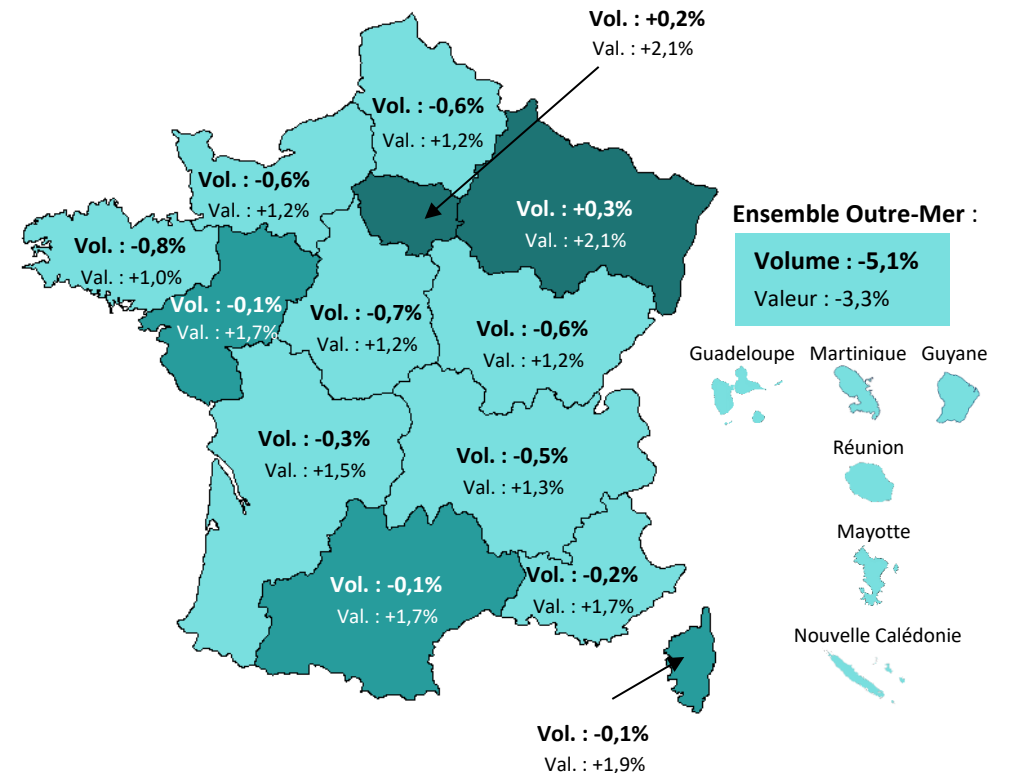 Vol. : +0,2%
Val. : +2,1%
Vol. : -0,6%
Val. : +1,2%
Vol. : -0,6%
Val. : +1,2%
Vol. : +0,3%
Val. : +2,1%
Vol. : -0,8%
Val. : +1,0%
Vol. : -0,1%
Val. : +1,7%
Vol. : -0,7%
Val. : +1,2%
Vol. : -0,6%
Val. : +1,2%
Ensemble Outre-Mer :
Volume : -5,1%
Valeur : -3,3%
Guadeloupe Martinique Guyane
Vol. : -0,3%
Val. : +1,5%
Vol. : -0,5%
Val. : +1,3%
Réunion
Mayotte
Vol. : -0,1%
Val. : +1,7%
Vol. : -0,2%
Val. : +1,7%
Nouvelle Calédonie
Vol. : -0,1%
Val. : +1,9%